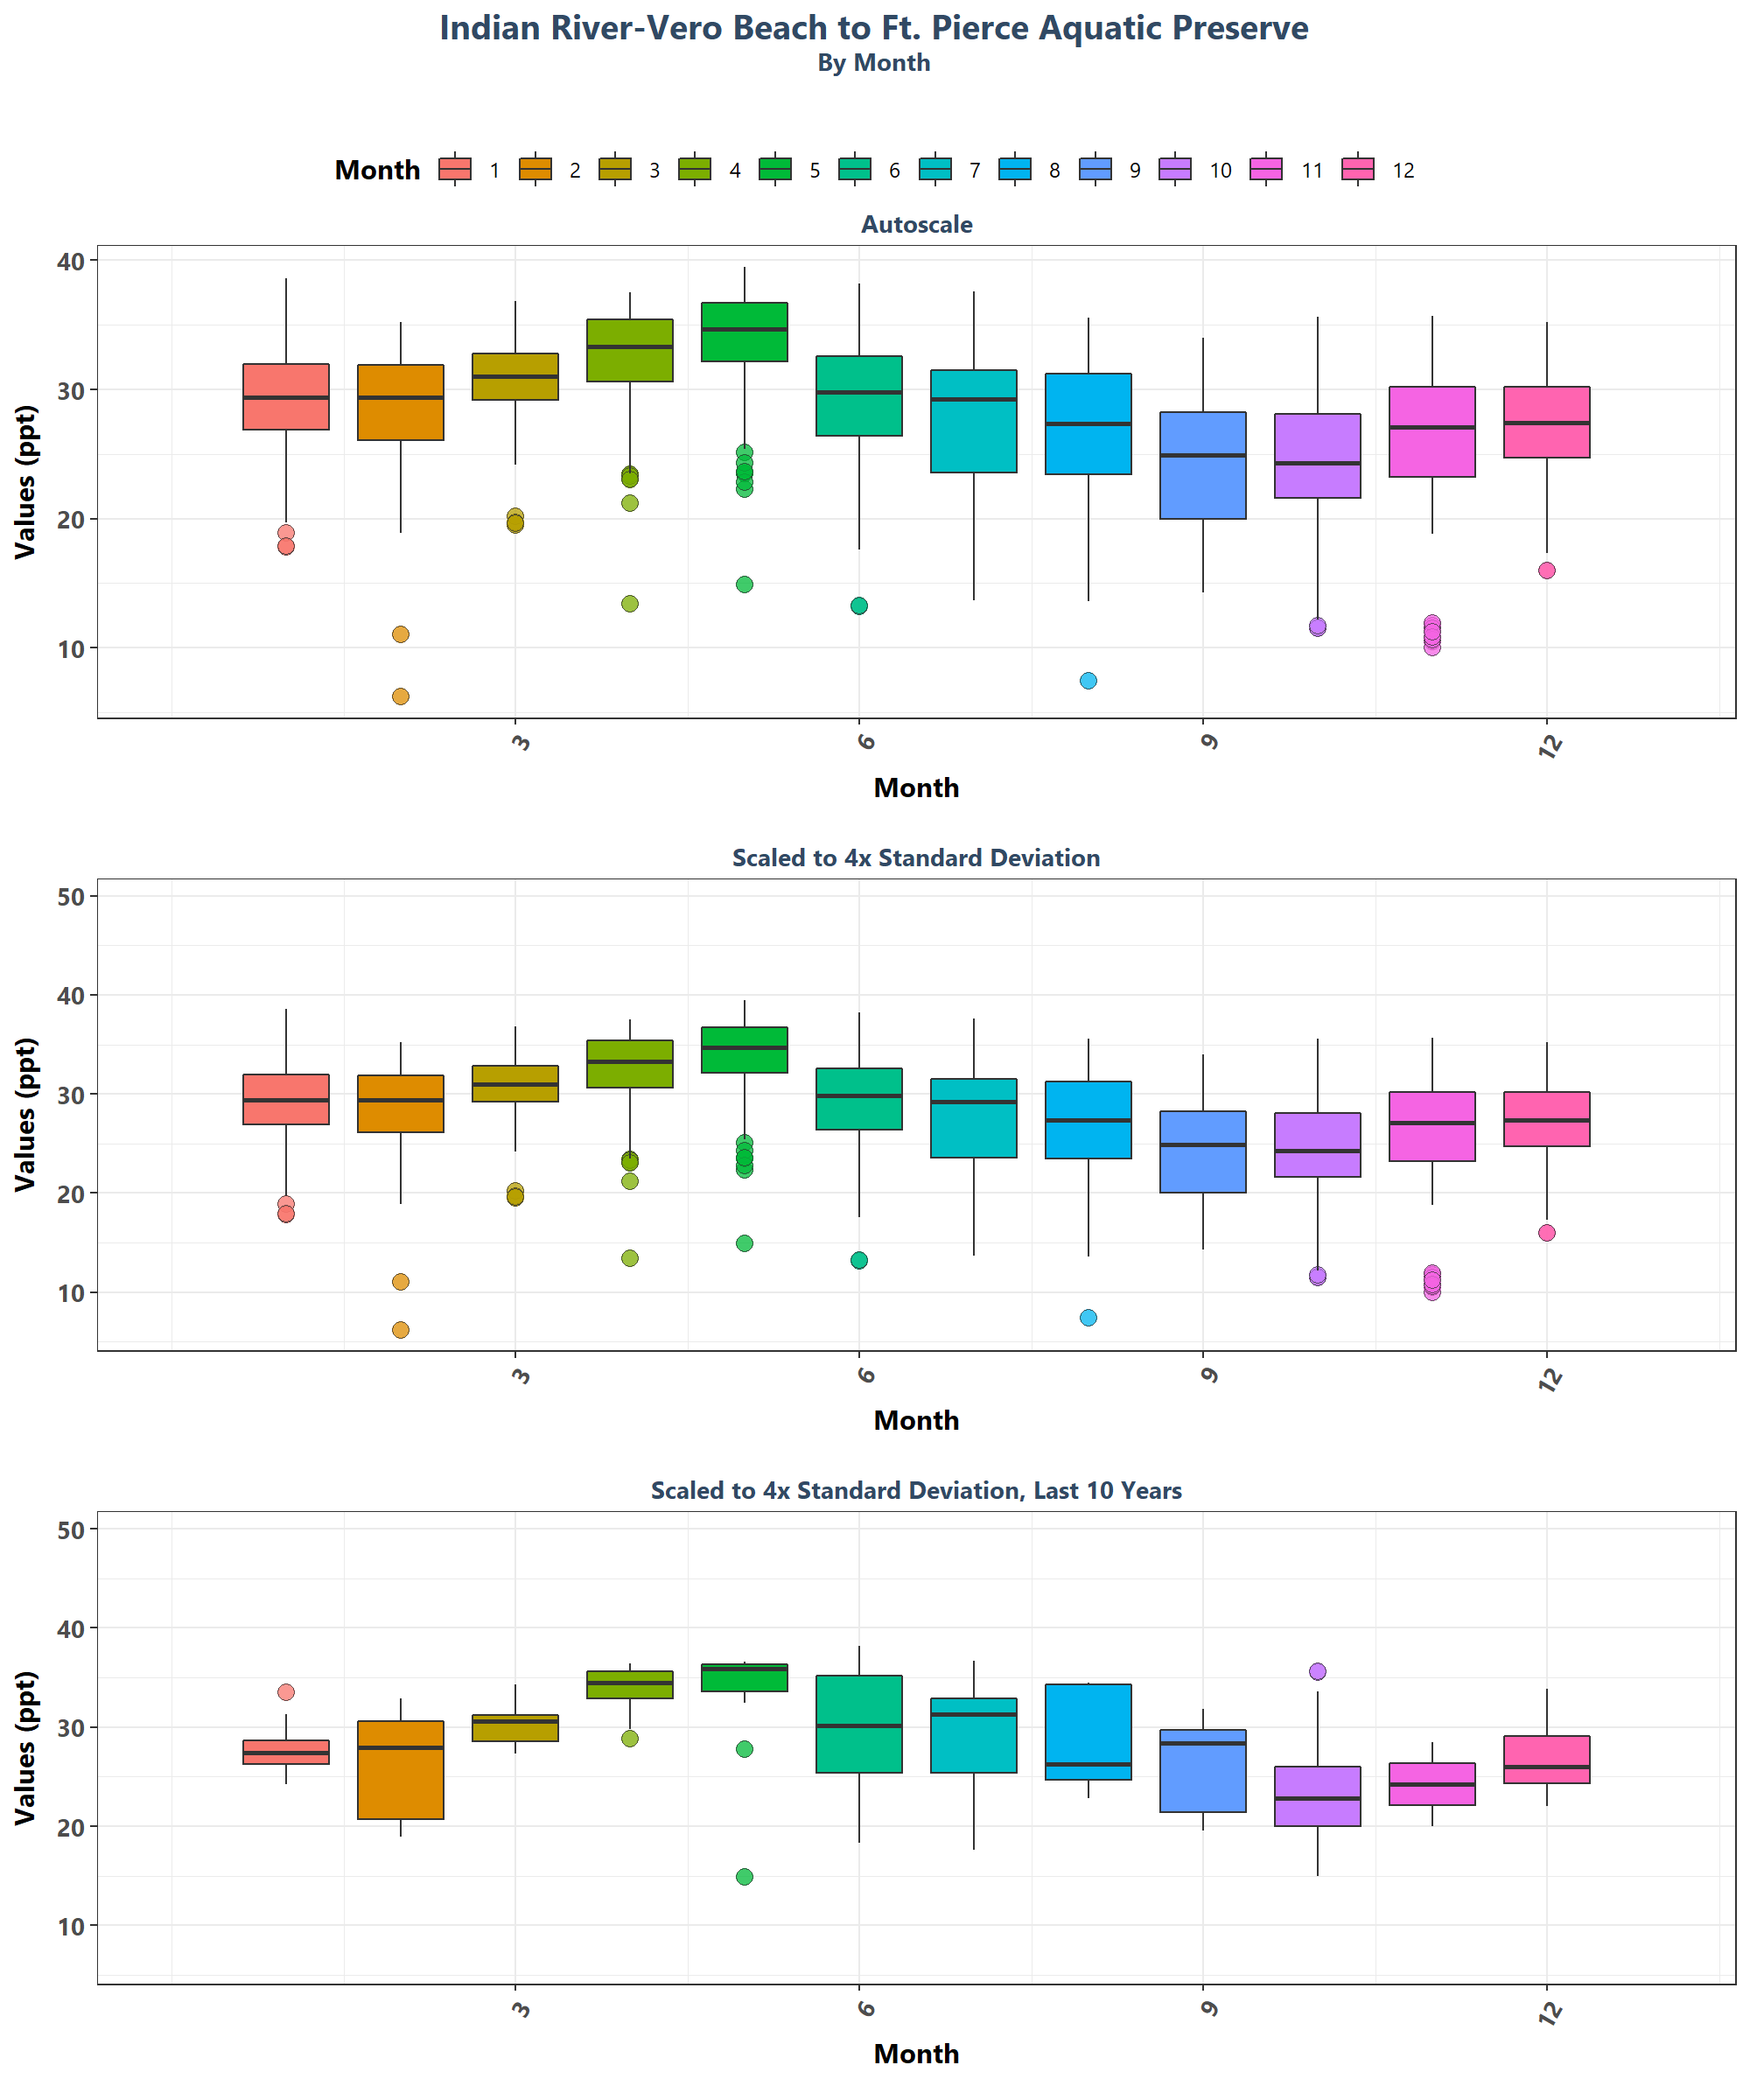 Indian River-Vero Beach to Ft. Pierce Aquatic Preserve
By Month
Month 1 2 3 4 5 6 7 8 9 10 11 12
Autoscale
Values (ppt)
40
30
20
10
3 6 9 12
Month
Scaled to 4x Standard Deviation
Values (ppt)
50
40
30
20
10
3 6 9 12
Month
Scaled to 4x Standard Deviation, Last 10 Years
Values (ppt)
50
40
30
20
10
3 6 9 12
Month